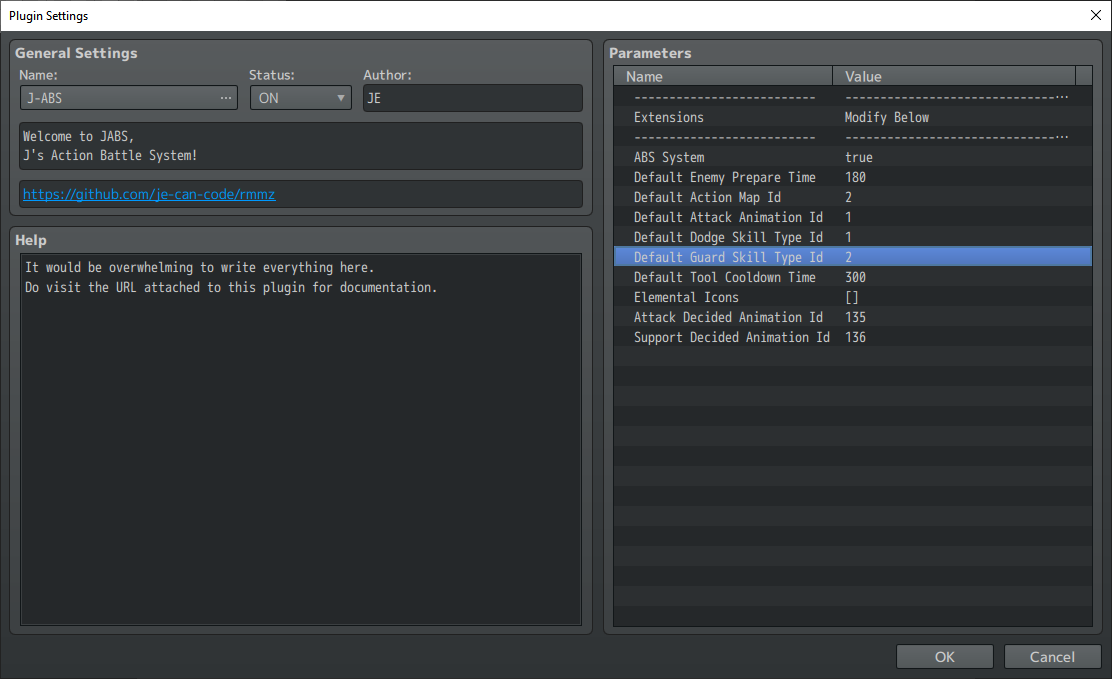 Plugin Settings
General Settings
Name:
Status:
Author:
J-ABS
...
ON
JE
Welcome to JABS,
J's Action Battle System!
https://github.com/je-can-code/rmmz
Help
It would be overwhelming to write everything here.
Do visit the URL attached to this plugin for documentation.
Parameters
Name Value
-------------------------- ------------------------------...
Extensions Modify Below
-------------------------- ------------------------------...
ABS System true
Default Enemy Prepare Time 180
Default Action Map Id 2
Default Attack Animation Id 1
Default Dodge Skill Type Id 1
Default Guard Skill Type Id 2
Default Tool Cooldown Time 300
Elemental Icons []
Attack Decided Animation Id 135
Support Decided Animation Id 136
OK
Cancel